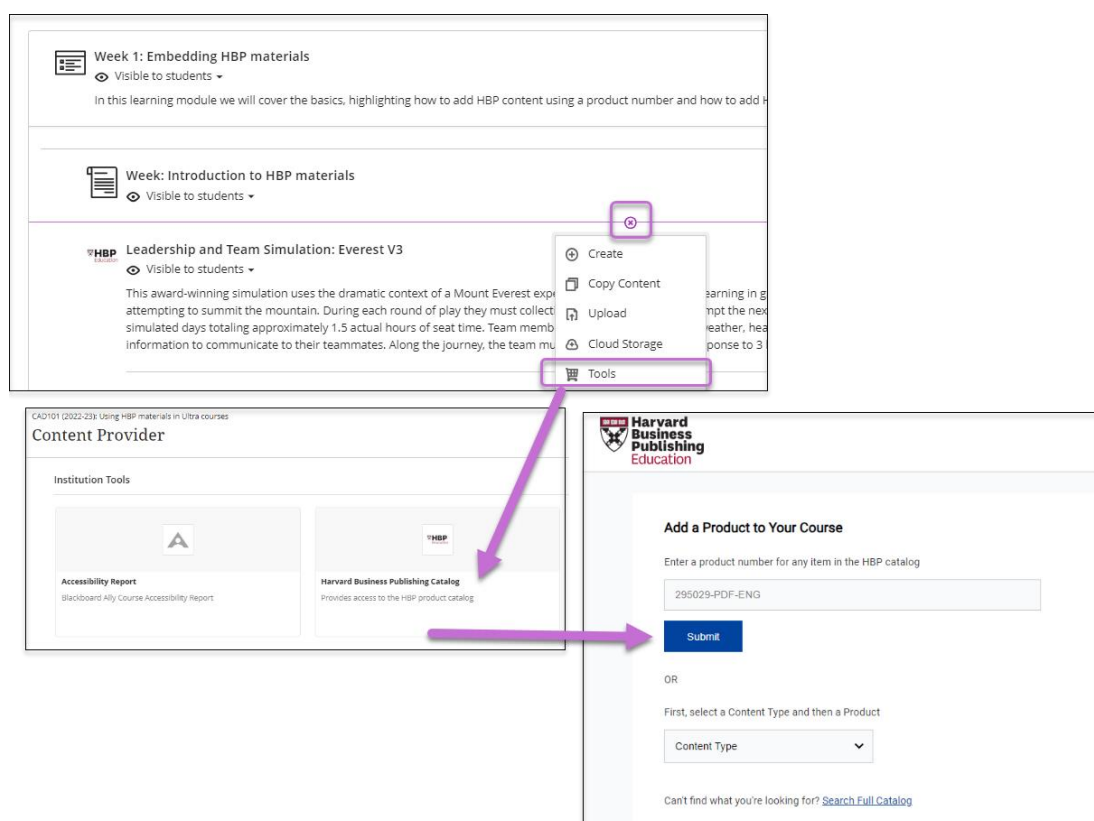 Week 1: Embedding HBP materials
Visible to students
In this learning module we will cover the basics, highlighting how to add HBP content using a product number and how to add
Week: Introduction to HBP materials
Visible to students
HBP
Education
Leadership and Team Simulation: Everest V3
Visible to students
This award-winning simulation uses the dramatic context of a Mount Everest earning in
attempting to summit the mountain. During each round of play they must the
simulated days totaling approximately 1.5 actual hours of seat time. Team
information to communicate to their teammates. Along the journey, the team to 3
Create
Copy Content
Upload
Cloud Storage
Tools
CAD101 (2022-23): Using HBP materials in Ultra courses
Content Provider
Institution Tools
HBP
Accessibility Report
Blackboard Ally Course Accessibility Report
Harvard Business Publishing Catalog
Provides access to the HBP product catalog
Harvard
Business
Publishing
Education
Add a Product to Your Course
Enter a product number for any item in the HBP catalog
295029-PDF-ENG
Submit
OR
First, select a Content Type and then a Product
Content Type
Can't find what you're looking for? Search Full Catalog